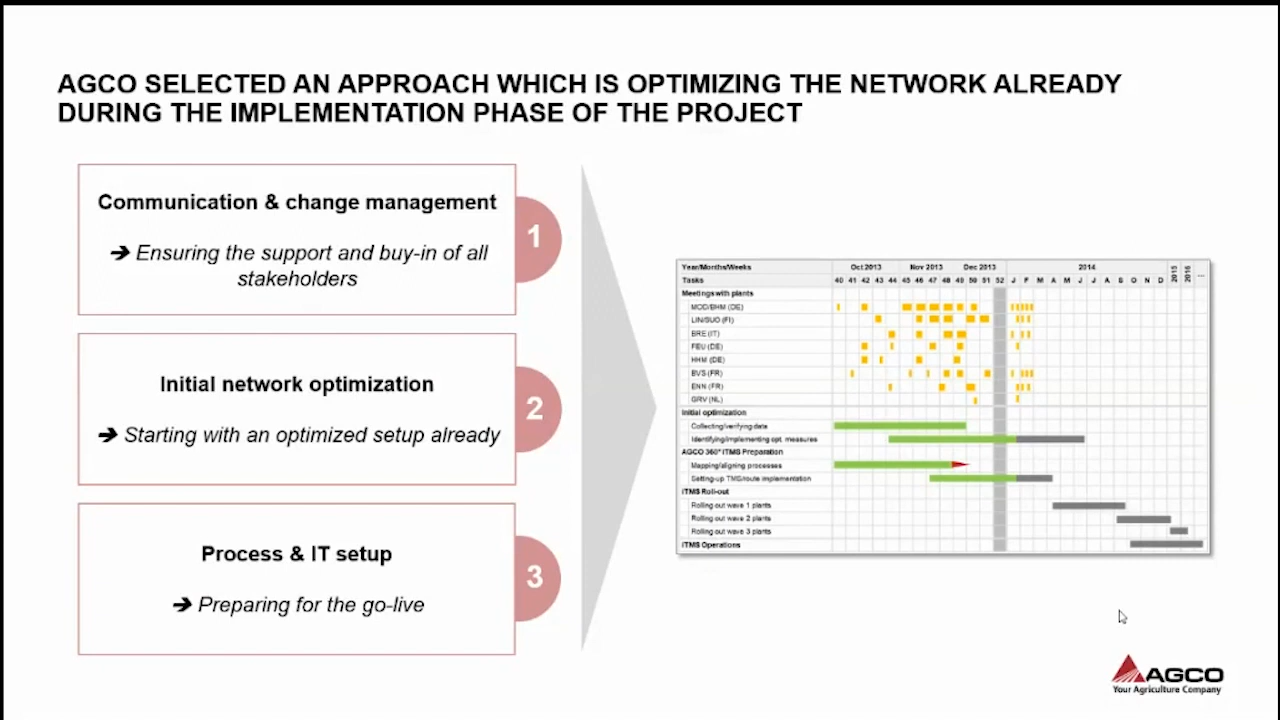 AGCO SELECTED AN APPROACH WHICH IS OPTIMIZING THE NETWORK ALREADY
DURING THE IMPLEMENTATION PHASE OF THE PROJECT
Communication & change management
➔ Ensuring the support and buy-in of all
stakeholders
1
Initial network optimization
➔ Starting with an optimized setup already
2
Process & IT setup
➔ Preparing for the go-live
3
Year/Months/Weeks Oct 2013 Nov 2013 Dec 2013 2014 2015 2016 ...
Tasks 40 41 42 43 44 45 46 47 48 49 50 51 52 J F M A M J J A S O N D
Meetings with plants
MOD/BHM (DE)
LIN/SUO (FI)
BRE (IT)
FEU (DE)
HHM (DE)
BVS (FR)
ENN (FR)
GRV (NL)
Initial optimization
Collecting/verifying data
Identifying/implementing opt. measures
AGCO 360° iTMS Preparation
Mapping/aligning processes
Setting-up TMS/route implementation
iTMS Roll-out
Rolling out wave 1 plants
Rolling out wave 2 plants
Rolling out wave 3 plants
iTMS Operations
AGCO
Your Agriculture Company